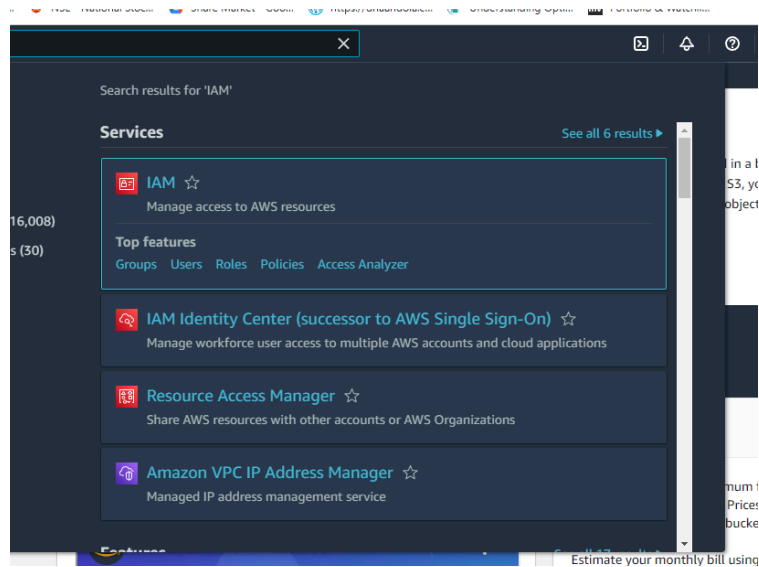 Search results for 'IAM'
Services
See all 6 results
IAM
Manage access to AWS resources
Top features
Groups Users Roles Policies Access Analyzer
IAM Identity Center (successor to AWS Single Sign-On)
Manage workforce user access to multiple AWS accounts and cloud applications
Resource Access Manager
Share AWS resources with other accounts or AWS Organizations
Amazon VPC IP Address Manager
Managed IP address management service
16,008)
s (30)
in a
S3,
object
Prices
Estimate your monthly bill using